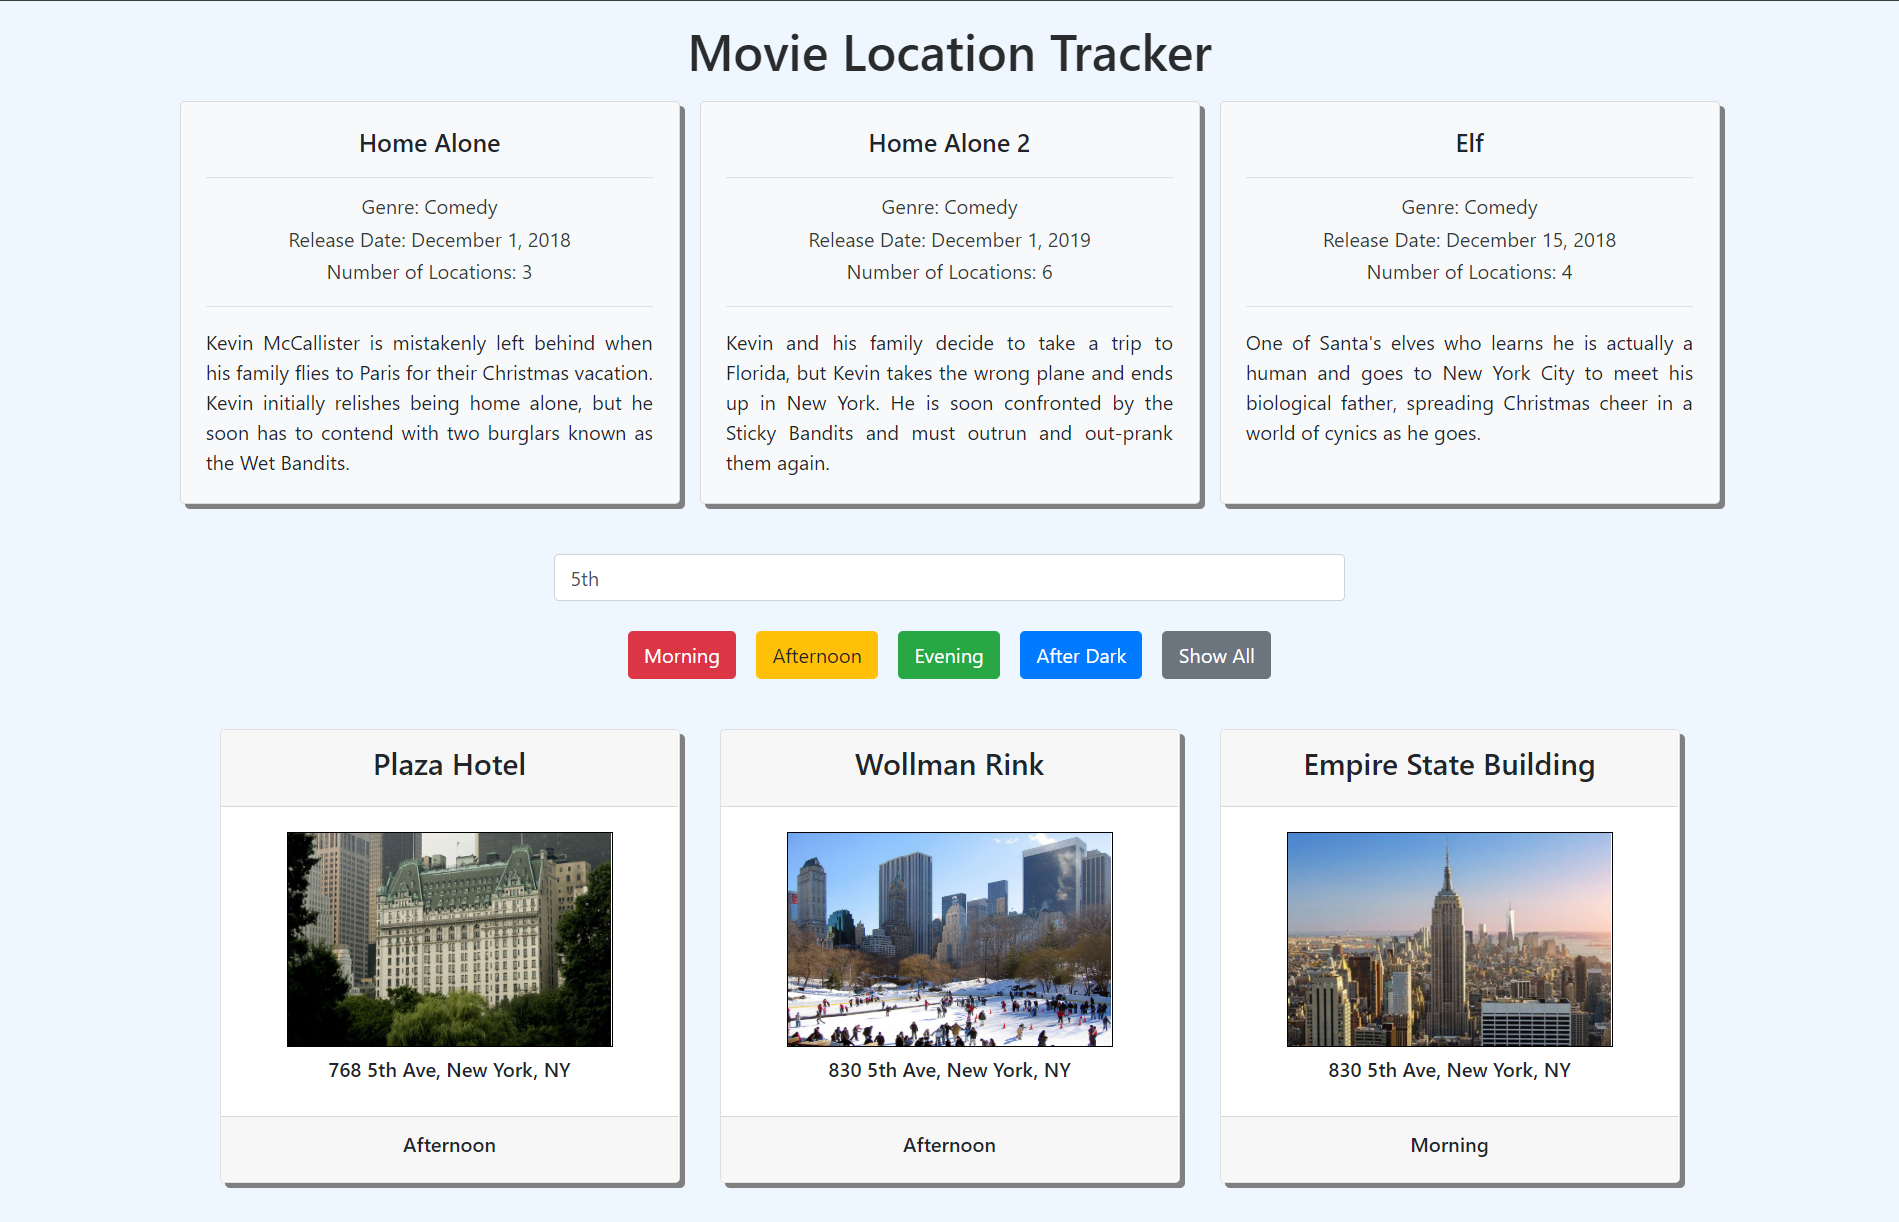 Movie Location Tracker
Home Alone
Genre: Comedy
Release Date: December 1, 2018
Number of Locations: 3
Kevin McCallister is mistakenly left behind when
his family flies to Paris for their Christmas vacation.
Kevin initially relishes being home alone, but he
soon has to contend with two burglars known as
the Wet Bandits.
Home Alone 2
Genre: Comedy
Release Date: December 1, 2019
Number of Locations: 6
Kevin and his family decide to take a trip to
Florida, but Kevin takes the wrong plane and ends
up in New York. He is soon confronted by the
Sticky Bandits and must outrun and out-prank
them again.
Elf
Genre: Comedy
Release Date: December 15, 2018
Number of Locations: 4
One of Santa's elves who learns he is actually a
human and goes to New York City to meet his
biological father, spreading Christmas cheer in a
world of cynics as he goes.
5th
Morning Afternoon Evening After Dark Show All
Plaza Hotel
768 5th Ave, New York, NY
Afternoon
Wollman Rink
830 5th Ave, New York, NY
Afternoon
Empire State Building
830 5th Ave, New York, NY
Morning